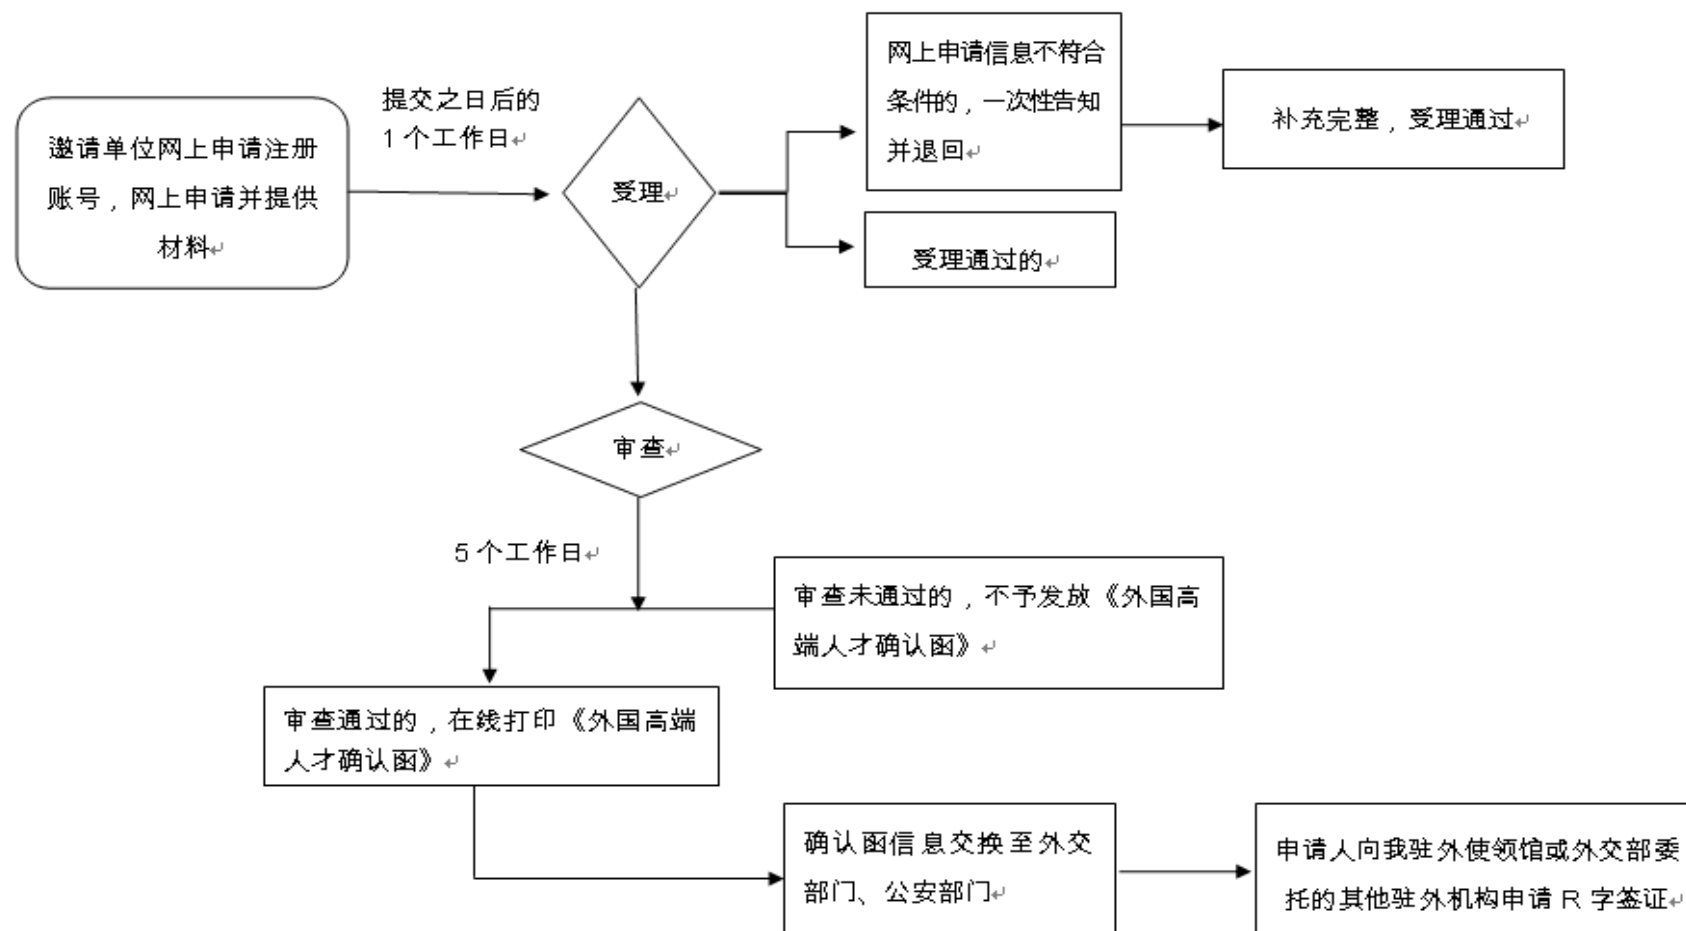 邀请单位网上申请注册
账号，网上申请并提供
材料
提交之日后的
1 个工作日
受理
网上申请信息不符合
条件的，一次性告知
并退回
补充完整，受理通过
受理通过的
审查
5 个工作日
审查未通过的，不予发放《外国高
端人才确认函》
审查通过的，在线打印《外国高端
人才确认函》
确认函信息交换至外交
部门、公安部门
申请人向我驻外使领馆或外交部委
托的其他驻外机构申请 R 字签证